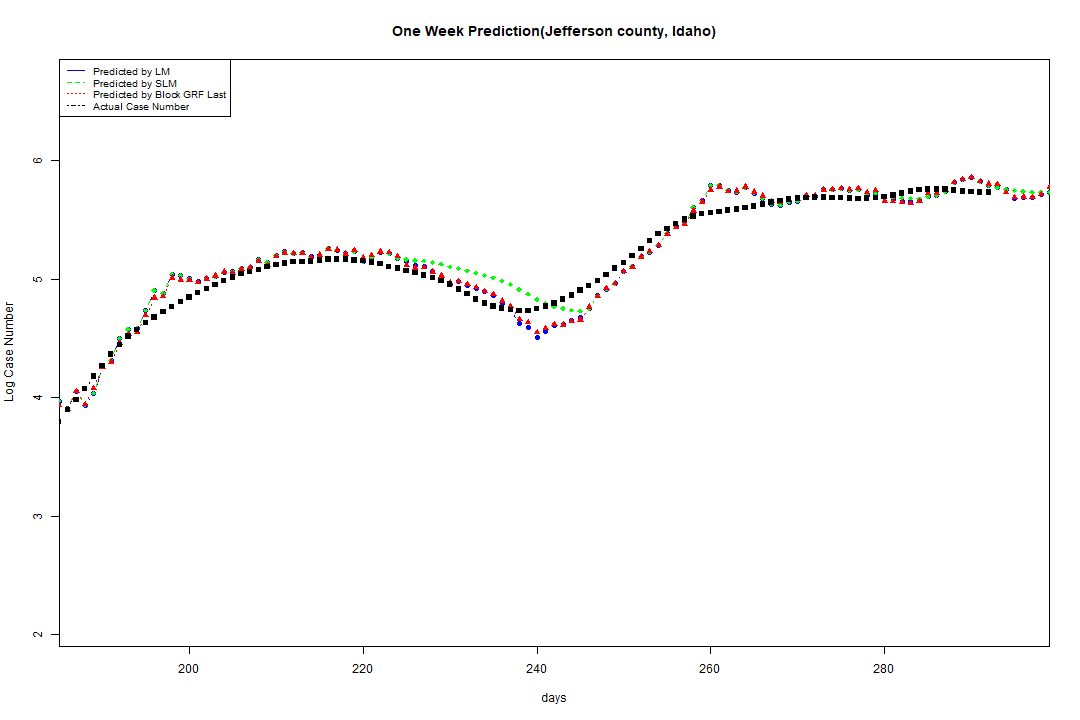 One Week Prediction(Jefferson county, Idaho)
Predicted by LM
Predicted by SLM
Predicted by Block GRF Last
Actual Case Number
6
5
4
3
2
Log Case Number
200 220 240 260 280
days